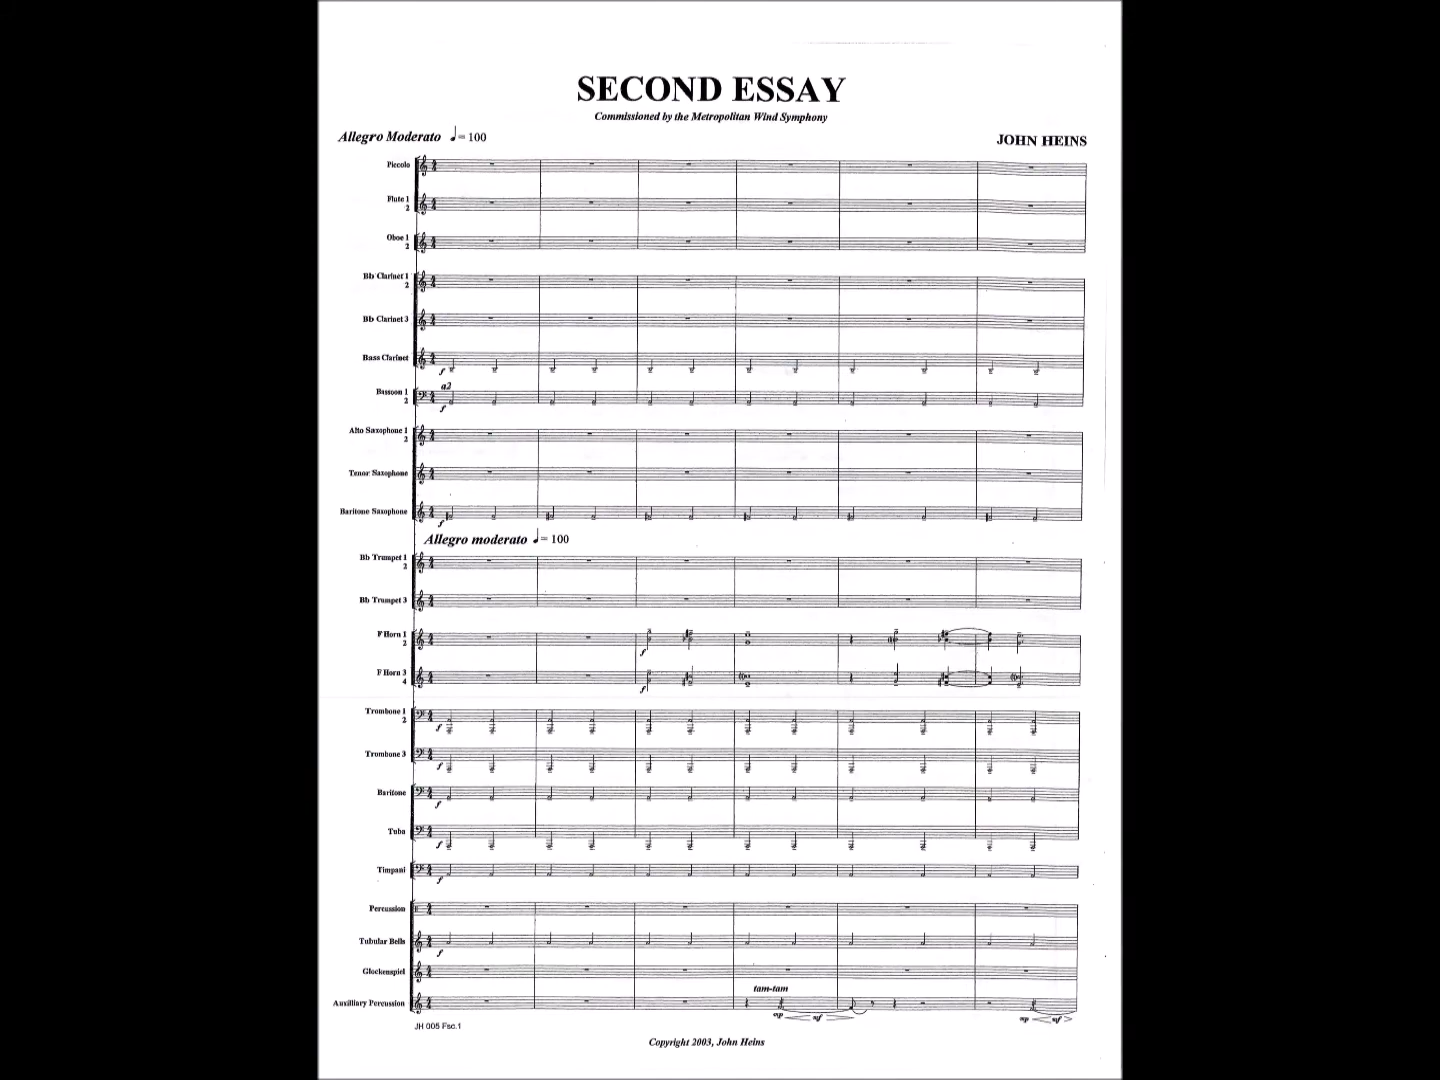 SECOND ESSAY
Commissioned by the Metropolitan Wind Symphony
Allegro Moderato ♩= 100
JOHN HEINS
Piccolo
Flute 1
2
Oboe 1
2
Bb Clarinet 1
2
Bb Clarinet 3
Bass Clarinet
f
a2
Bassoon 1
2
f
Alto Saxophone 1
2
Tenor Saxophone
Baritone Saxophone
f
Allegro moderato ♩= 100
Bb Trumpet 1
2
Bb Trumpet 3
F Horn 1
2
f
F Horn 3
4
f
Trombone 1
2
f
Trombone 3
f
Baritone
f
Tuba
f
Timpani
f
Percussion
Tubular Bells
f
Glockenspiel
tam-tam
Auxilliary Percussion
mp mf mp mf
JH 005 Fsc.1
Copyright 2003, John Heins